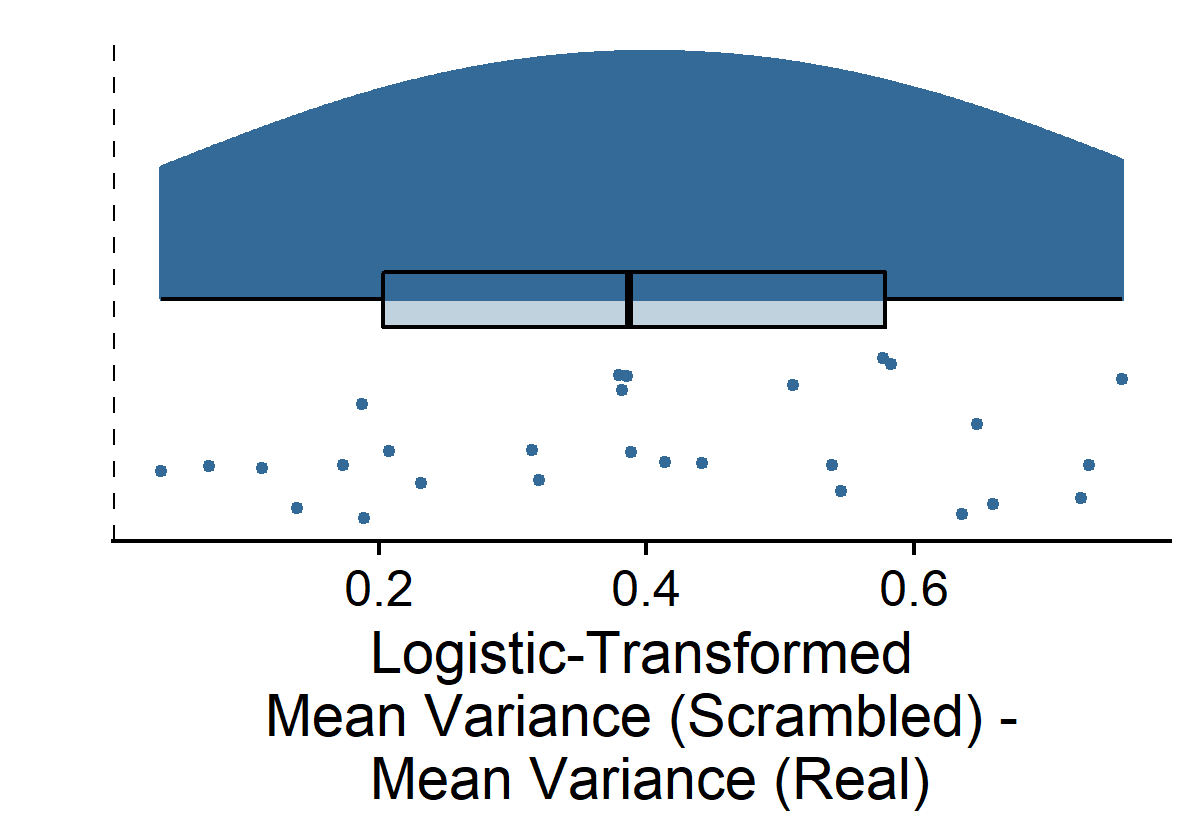 0.2 0.4 0.6
Logistic-Transformed
Mean Variance (Scrambled) -
Mean Variance (Real)